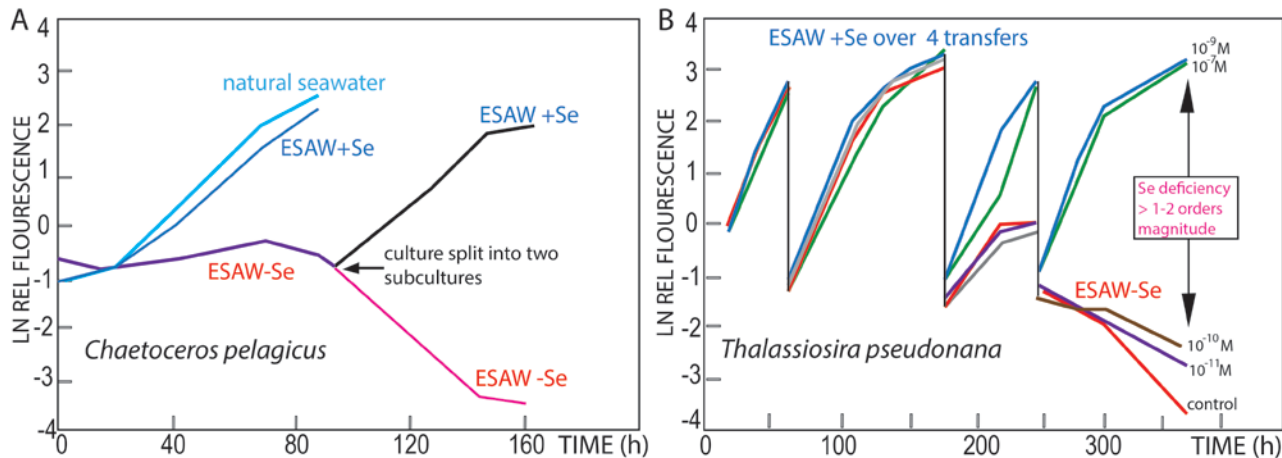 A
LN REL FLOURESCENCE
4
3
2
1
0
-1
-2
-3
-4
natural seawater
ESAW+Se
ESAW +Se
ESAW-Se
culture split into two
subcultures
Chaetoceros pelagicus
ESAW -Se
0
40
80
120
160
TIME (h)
B
LN REL FLOURESCENCE
4
3
2
1
0
-1
-2
-3
-4
ESAW +Se over 4 transfers
10⁻⁹M
10⁻⁷M
Se deficiency
> 1-2 orders
magnitude
ESAW-Se
Thalassiosira pseudonana
10⁻¹⁰M
10⁻¹¹M
control
0
100
200
300
TIME (h)